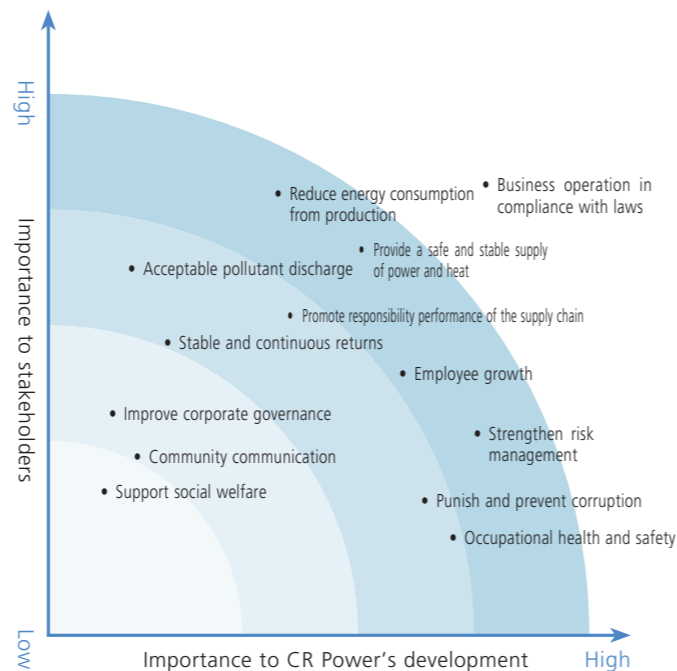 High
Importance to stakeholders
Low
• Reduce energy consumption
from production
• Business operation in
compliance with laws
• Provide a safe and stable supply
of power and heat
• Acceptable pollutant discharge
• Promote responsibility performance of the supply chain
• Stable and continuous returns
• Employee growth
• Improve corporate governance
• Strengthen risk
management
• Community communication
• Support social welfare
• Punish and prevent corruption
• Occupational health and safety
Importance to CR Power's development
High